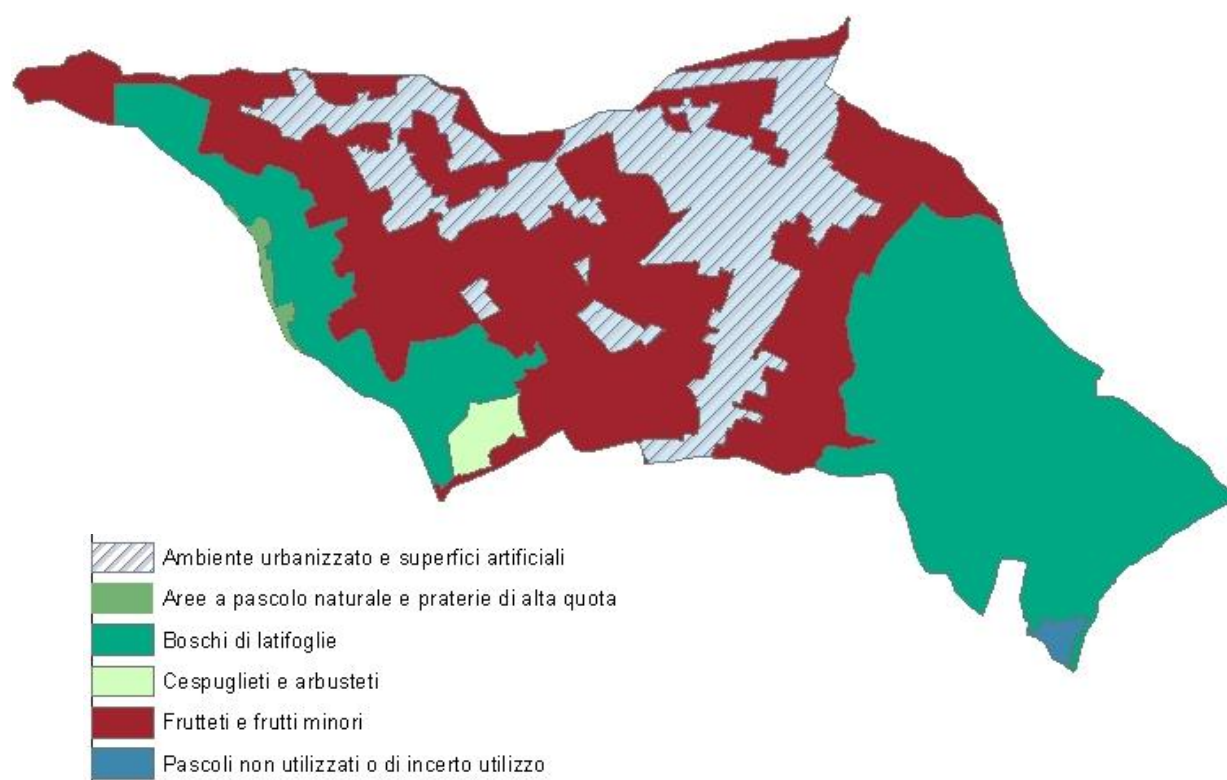 Ambiente urbanizzato e superfici artificiali
Aree a pascolo naturale e praterie di alta quota
Boschi di latifoglie
Cespuglieti e arbusteti
Frutteti e frutti minori
Pascoli non utilizzati o di incerto utilizzo